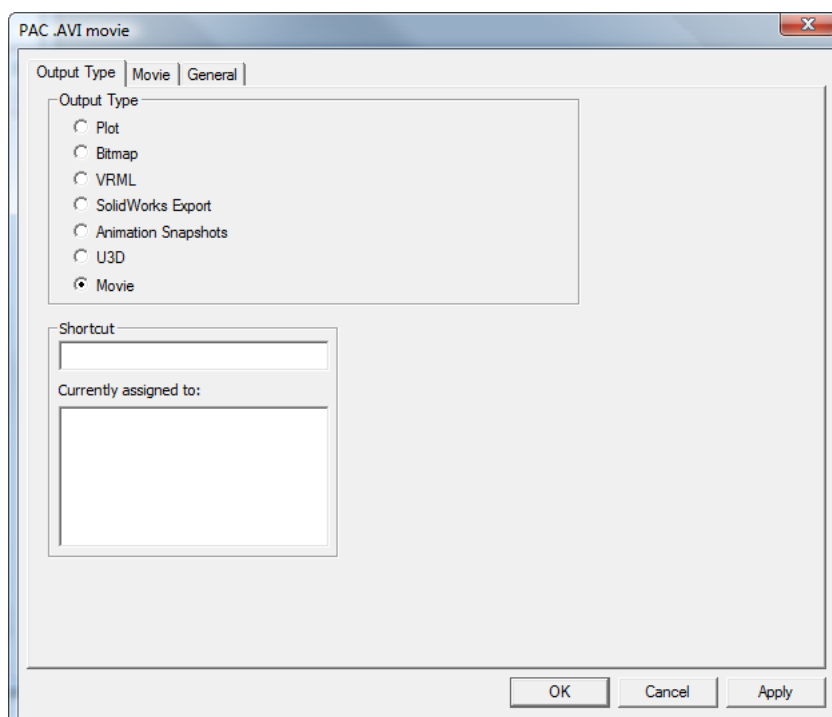 PAC .AVI movie
Output Type Movie General
Output Type
Plot
Bitmap
VRML
SolidWorks Export
Animation Snapshots
U3D
Movie
Shortcut
Currently assigned to:
OK Cancel Apply